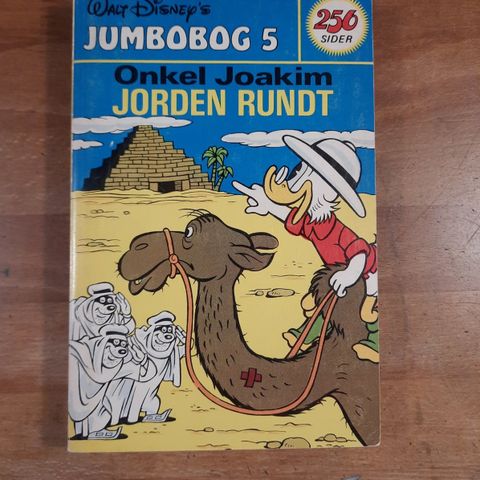 Walt Disney's
JUMBOBOG 5
256
SIDER
Onkel Joakim
JORDEN RUNDT